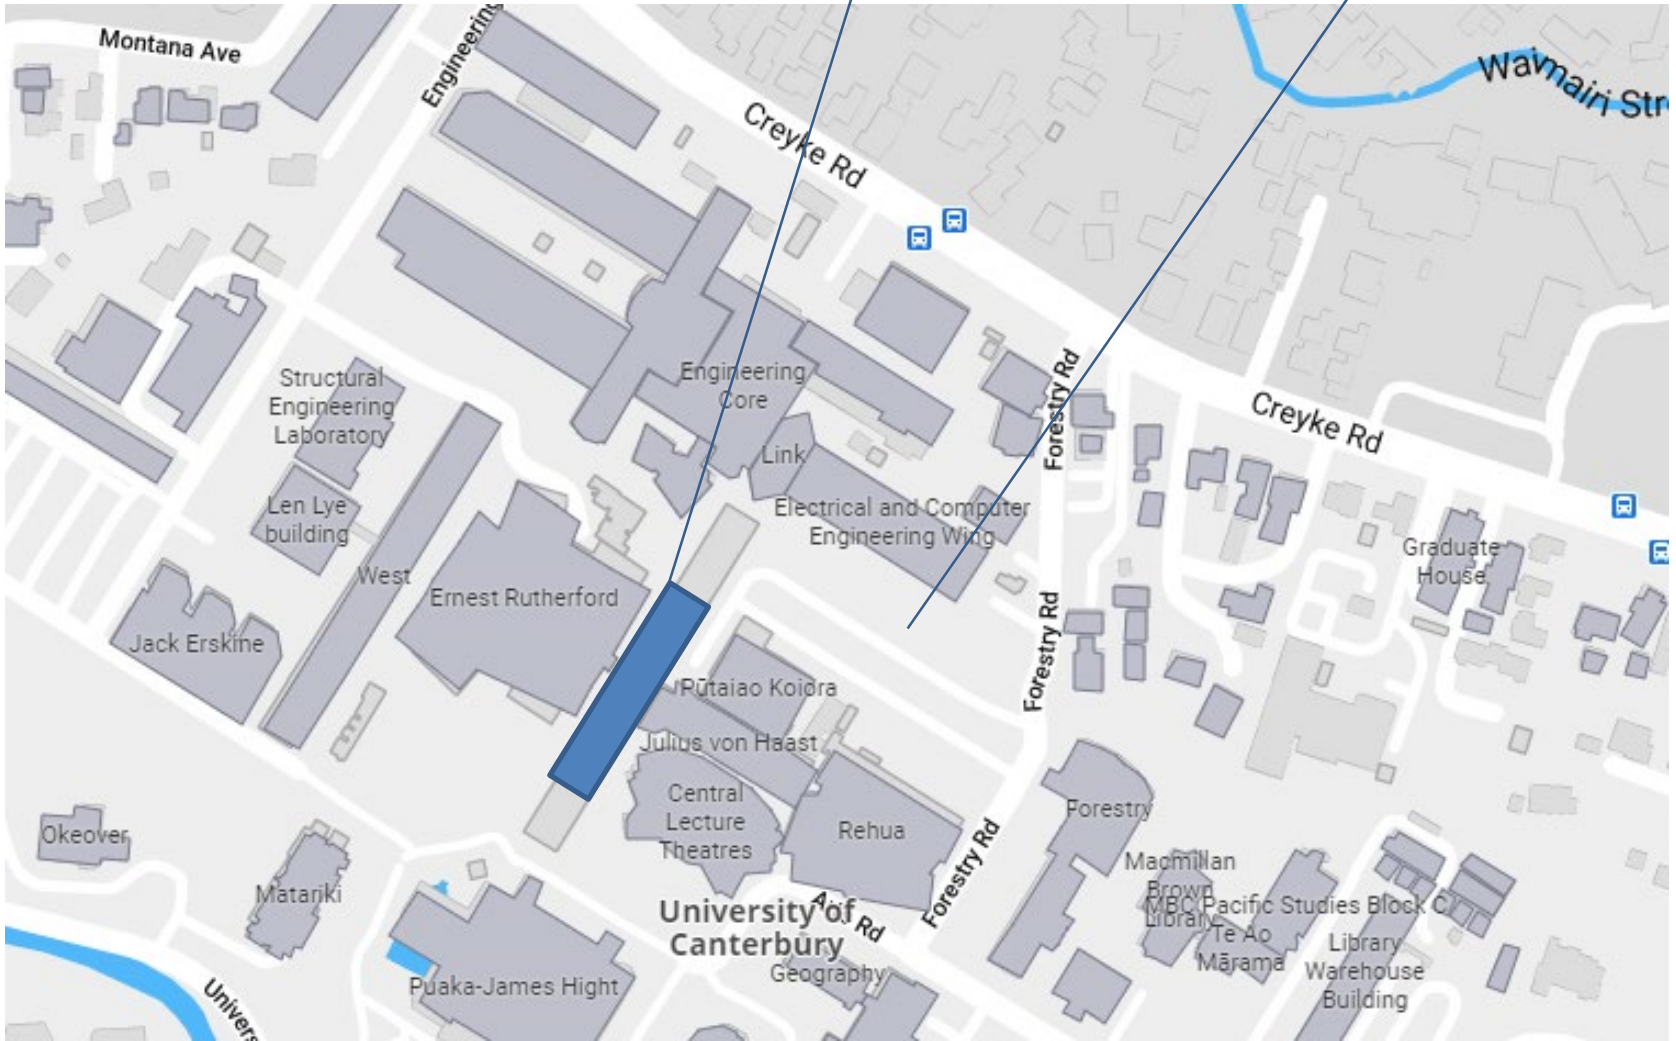 Montana Ave
Engineering
Creyke Rd
Waimairi Str
Structural
Engineering
Laboratory
Engineering
Core
Link
Forestry Rd
Creyke Rd
Len Lye
building
Electrical and Computer
Engineering Wing
Graduate
House
West
Ernest Rutherford
Jack Erskine
Forestry Rd
Pūtaiao Koiora
Julius von Haast
Central
Lecture
Theatres
Rehua
Forestry
Okeover
Matariki
Forestry Rd
Macmillan
Brown
Library
MBC Pacific Studies Block C
Te Ao
Mārama
University of
Canterbury
Rd
Library
Warehouse
Building
Geography
Puaka-James Hight
Univers